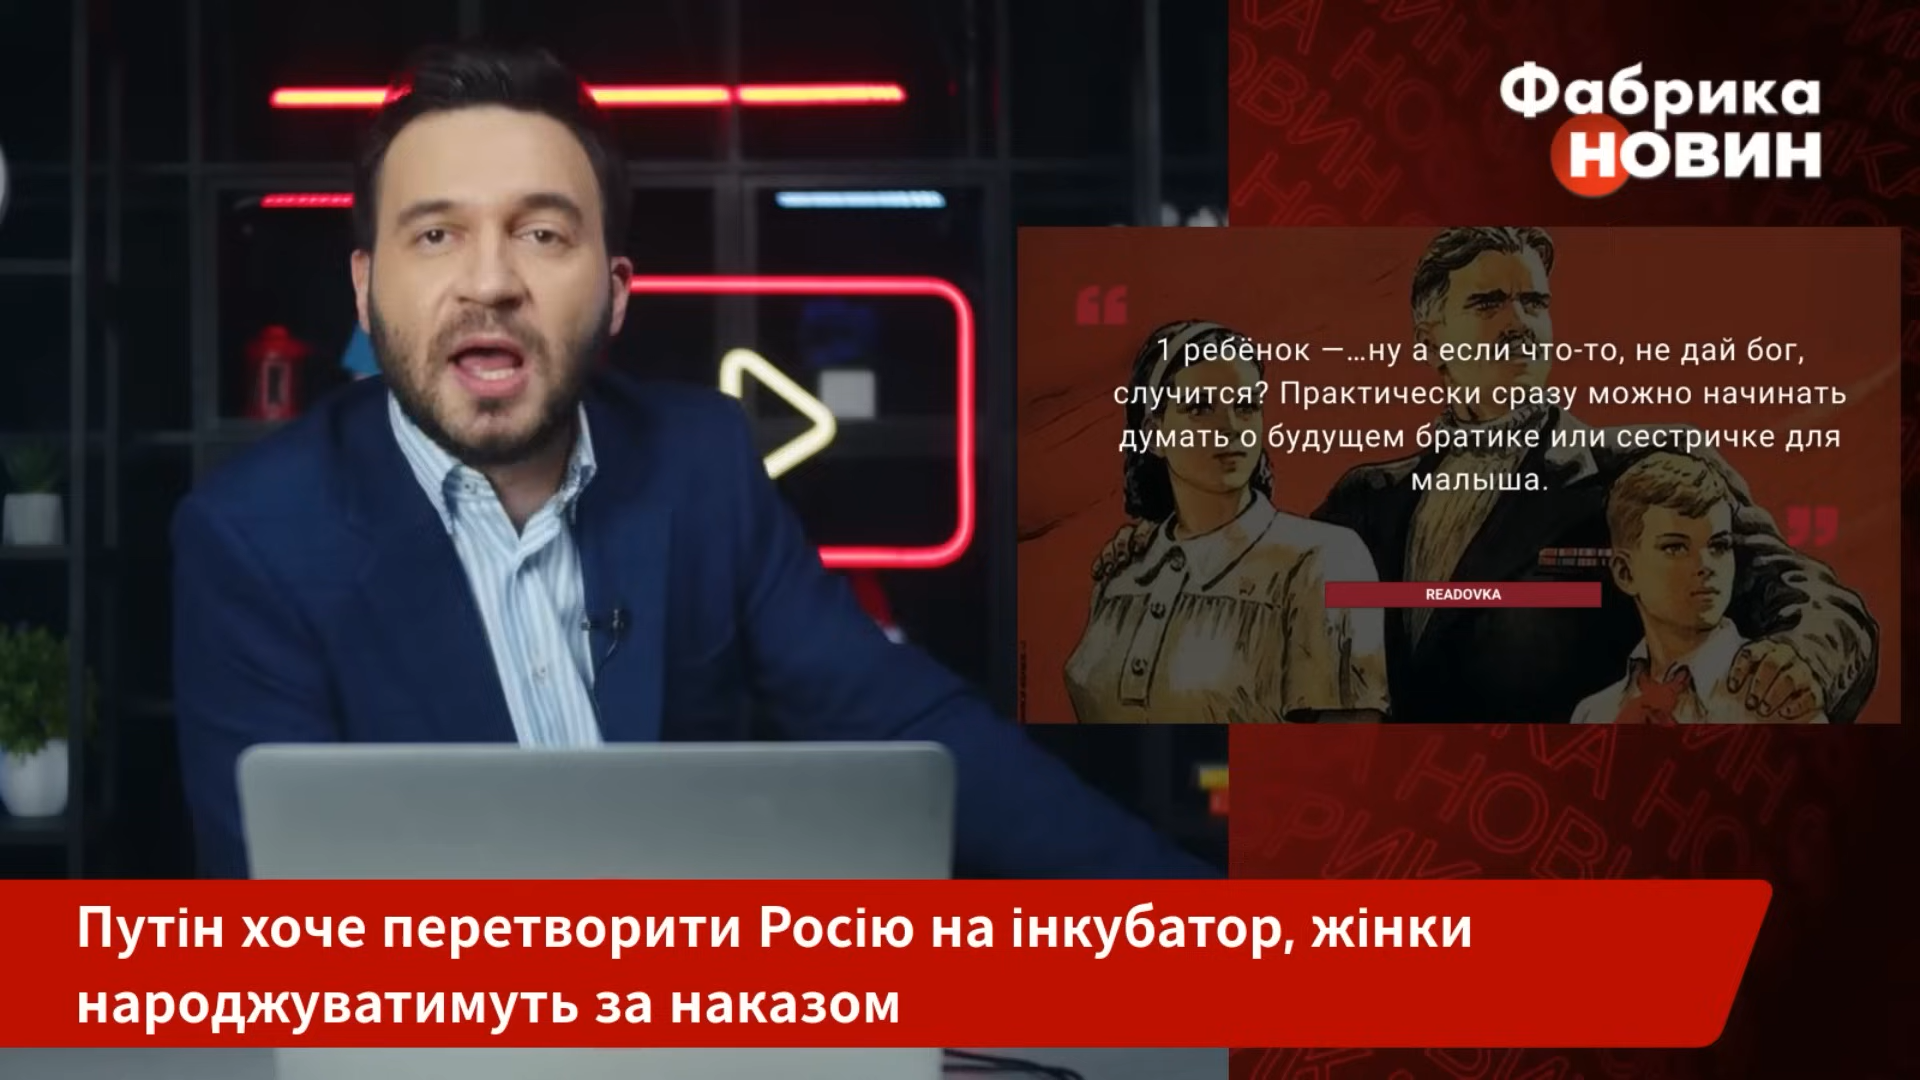 Фабрика
новин
“
1 ребёнок —...ну а если что-то, не дай бог,
случится? Практически сразу можно начинать
думать о будущем братике или сестричке для
малыша.
”
READOVKA
Путін хоче перетворити Росію на інкубатор, жінки
народжуватимуть за наказом